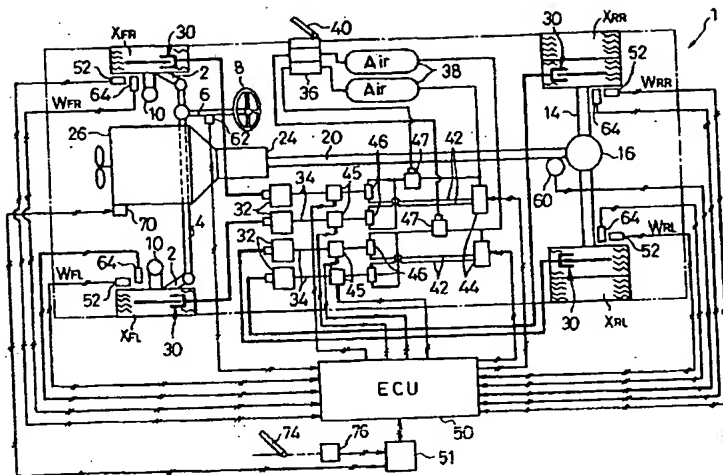 1
XFR 30 40 XRR
52 2 Air 30 52
64 8 Air
WFR 10 6 36 38 WRR
26 62 24 20 46 47 42 14 64
45 16
32 34 60
70 4 47 64 52
64 10 32 WRL
WFL 2
52 34 45 46 42 44 30
XFL 30 XRL
ECU
50
74 76 51